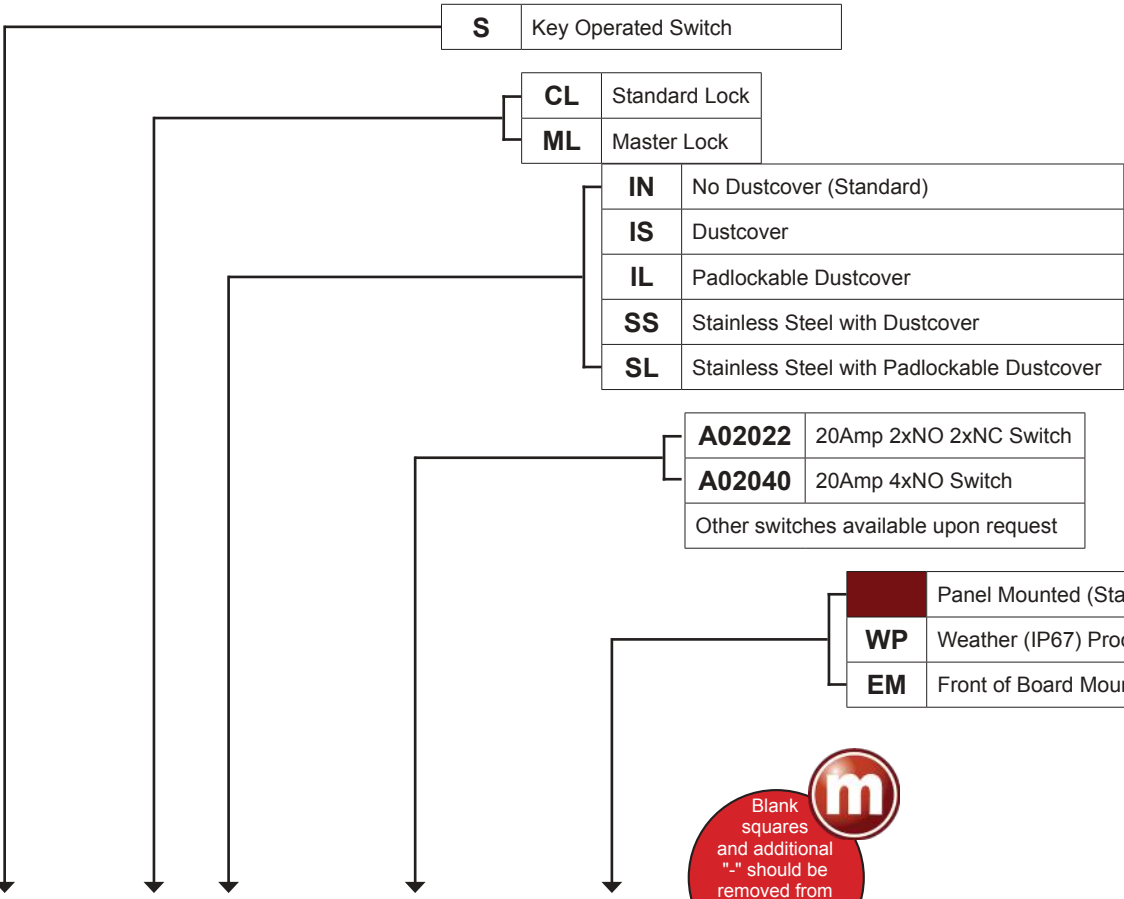 S Key Operated Switch
CL Standard Lock
ML Master Lock
IN No Dustcover (Standard)
IS Dustcover
IL Padlockable Dustcover
SS Stainless Steel with Dustcover
SL Stainless Steel with Padlockable Dustcover
A02022 20Amp 2xNO 2xNC Switch
A02040 20Amp 4xNO Switch
Other switches available upon request
Panel Mounted
WP Weather (IP67)
EM Front of Board
m
Blank
squares
and additional
"-" should be
removed from